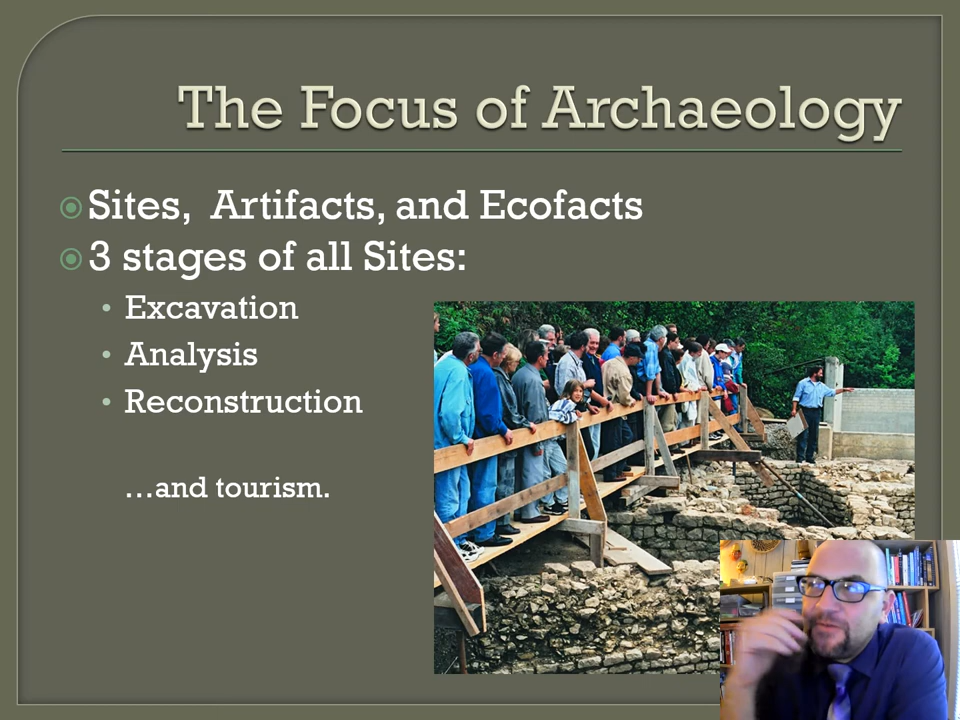 The Focus of Archaeology
Sites, Artifacts, and Ecofacts
3 stages of all Sites:
Excavation
Analysis
Reconstruction
…and tourism.